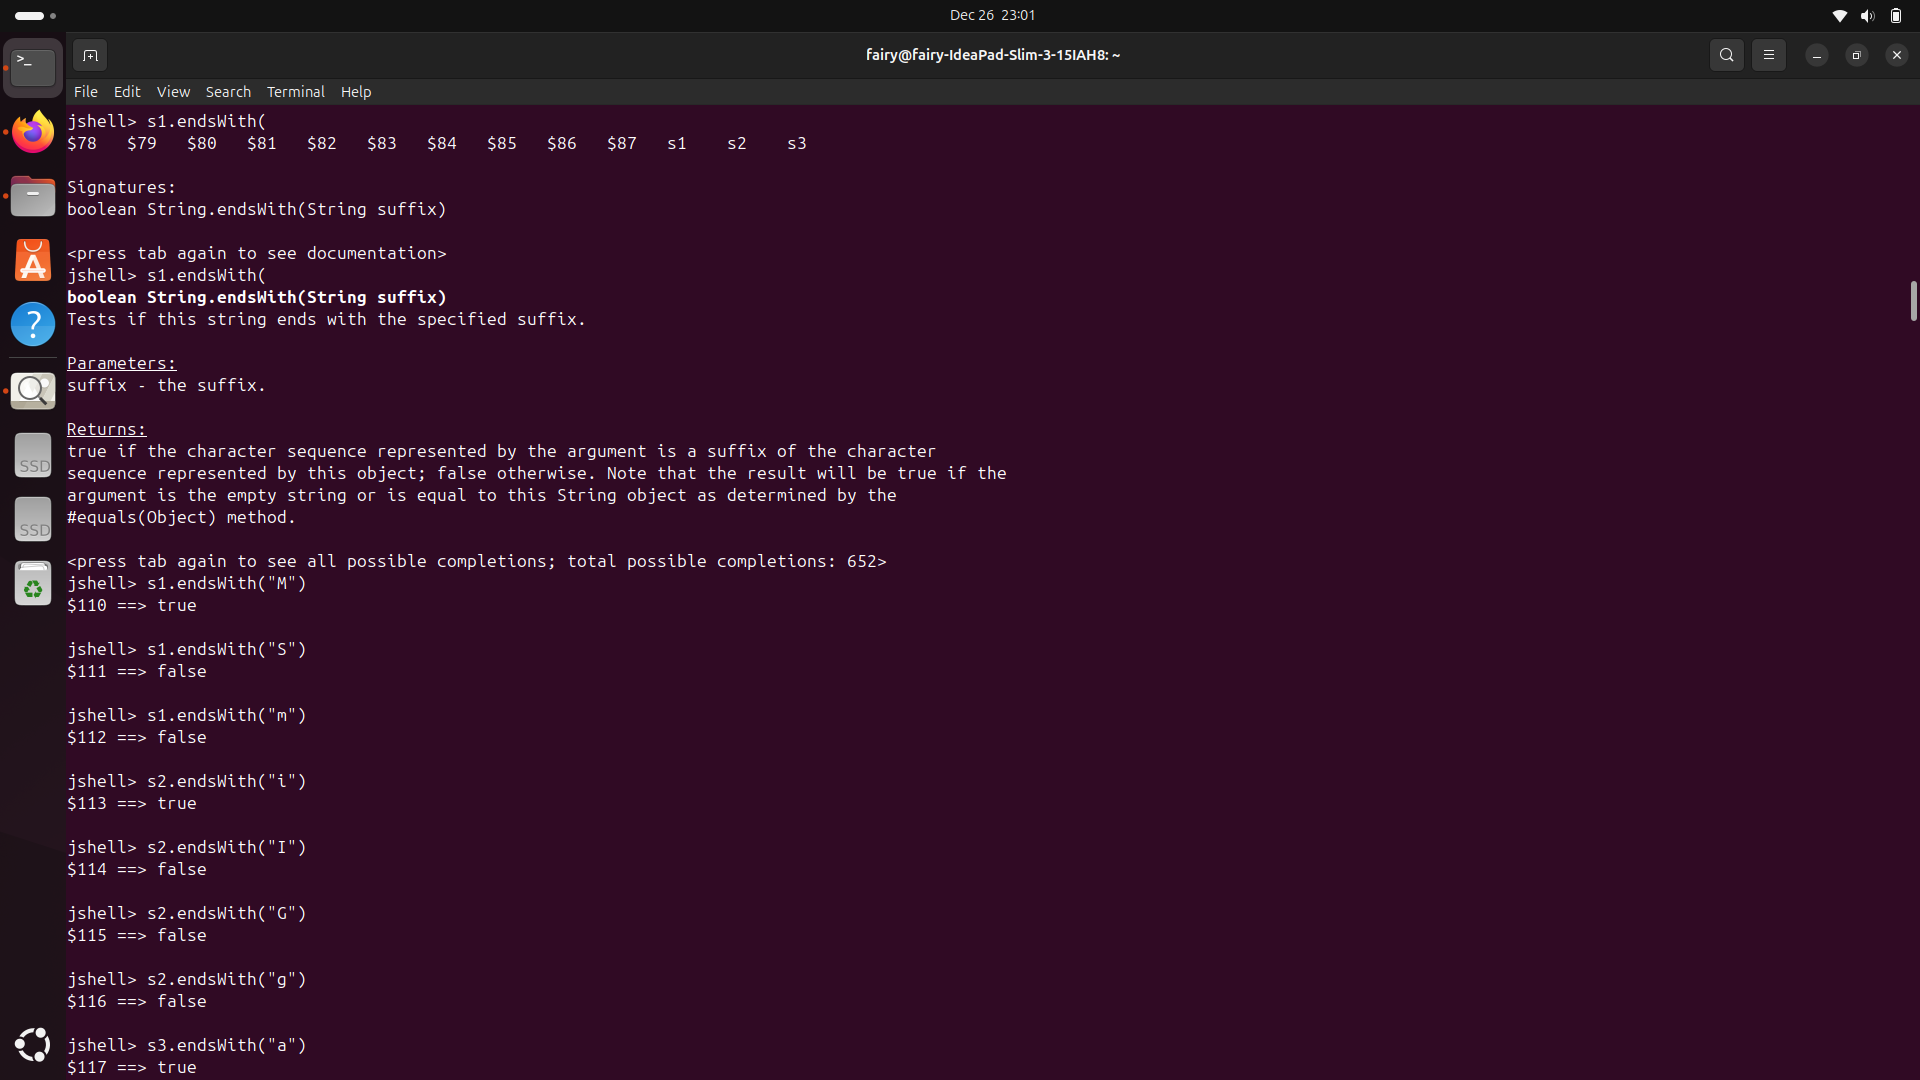 Dec 26 23:01
fairy@fairy-IdeaPad-Slim-3-15IAH8: ~
File Edit View Search Terminal Help
jshell> s1.endsWith(
$78 $79 $80 $81 $82 $83 $84 $85 $86 $87 s1 s2 s3
Signatures:
boolean String.endsWith(String suffix)
<press tab again to see documentation>
jshell> s1.endsWith(
boolean String.endsWith(String suffix)
Tests if this string ends with the specified suffix.
Parameters:
suffix - the suffix.
Returns:
true if the character sequence represented by the argument is a suffix of the character
sequence represented by this object; false otherwise. Note that the result will be true if the
argument is the empty string or is equal to this String object as determined by the
#equals(Object) method.
<press tab again to see all possible completions; total possible completions: 652>
jshell> s1.endsWith("M")
$110 ==> true
jshell> s1.endsWith("S")
$111 ==> false
jshell> s1.endsWith("m")
$112 ==> false
jshell> s2.endsWith("i")
$113 ==> true
jshell> s2.endsWith("I")
$114 ==> false
jshell> s2.endsWith("G")
$115 ==> false
jshell> s2.endsWith("g")
$116 ==> false
jshell> s3.endsWith("a")
$117 ==> true
>_
?
SSD
SSD